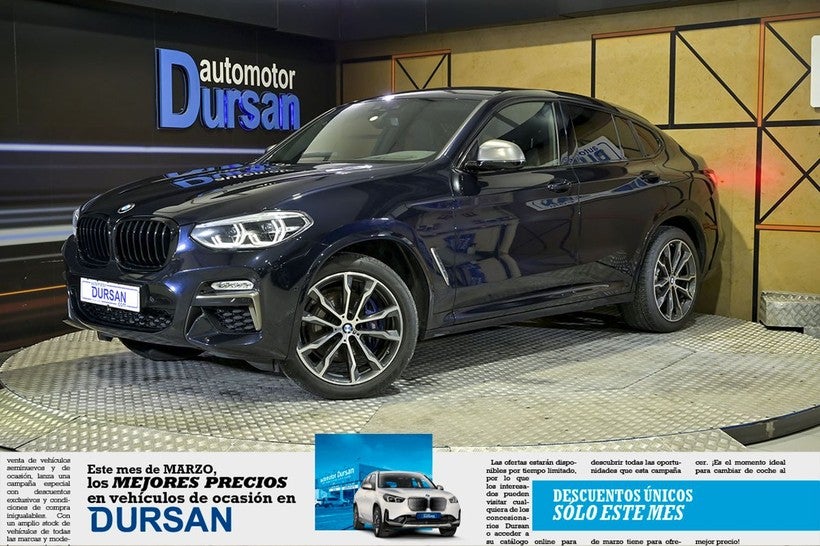 automotor
Dursan
automotor
DURSAN
.com
venta de vehículos
seminuevos y de
ocasión, lanza una
campaña especial
con descuentos
exclusivos y condi-
ciones de compra
inigualables. Con
un amplio stock de
vehículos de todas
las marcas y mode-
Este mes de MARZO,
los MEJORES PRECIOS
en vehículos de ocasión en
DURSAN
automotor Dursan
Las ofertas estarán dispo-
nibles por tiempo limitado,
por lo que
los interesa-
dos pueden
visitar cual-
quiera de los
concesiona-
rios Dursan
o acceder a
su catálogo online para
descubrir todas las oportu-
nidades que esta campaña
de marzo tiene para ofre-
cer. ¡Es el momento ideal
para cambiar de coche al
mejor precio!
DESCUENTOS ÚNICOS
SÓLO ESTE MES